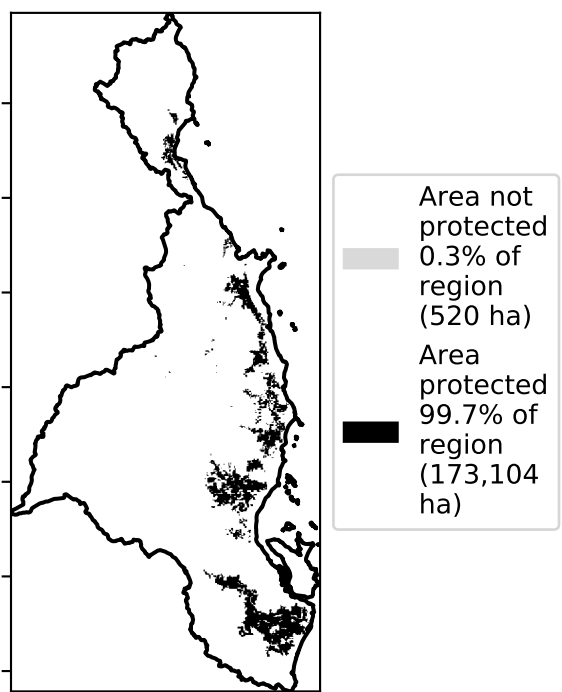 Area not
protected
0.3% of
region
(520 ha)
Area
protected
99.7% of
region
(173,104
ha)